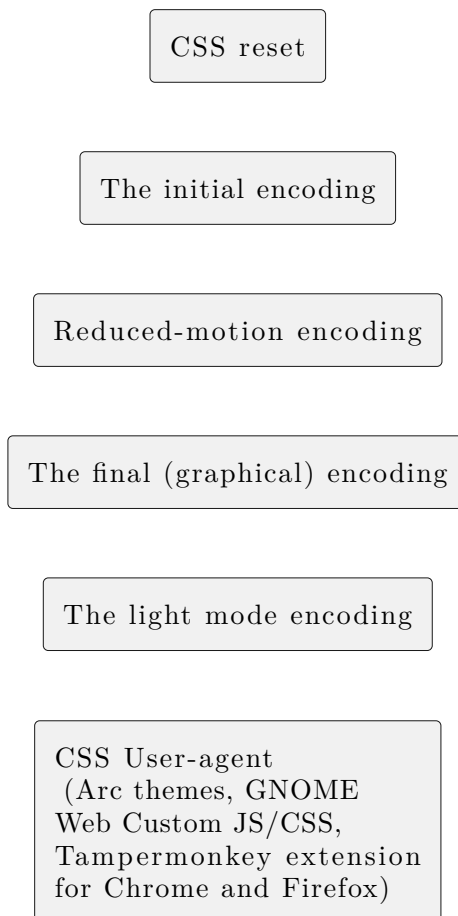 CSS reset
The initial encoding
Reduced-motion encoding
The final (graphical) encoding
The light mode encoding
CSS User-agent
(Arc themes, GNOME
Web Custom JS/CSS,
Tampermonkey extension
for Chrome and Firefox)